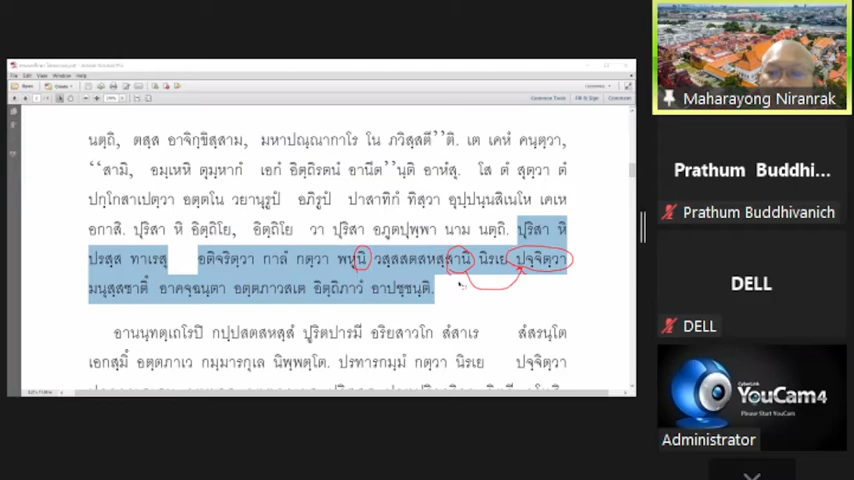 นตฺถิ, ตสฺส อาจิกฺขิสฺสาม, มหาปณฺณากาโร โน ภวิสฺสตี’’ติ. เต เคหํ คนฺตฺวา,
‘‘สามิ, อมฺเหหิ ตุมฺหากํ เอกํ อิตฺถิรตนํ อานีต’’นฺติ อาหํสุ. โส ตํ สุตฺวา ตํ
ปกฺโกสาเปตฺวา อตฺตโน วยานุรูปํ อภิรูปํ ปาสาทิกํ ทิสฺวา อุปฺปนฺนสิเนโห เคเห
อกาสิ. ปุริสา หิ อิตฺถิโย, อิตฺถิโย วา ปุริสา อภูตปุพฺพา นาม นตฺถิ. ปุริสา หิ
ปรสฺส ทาเรสุ อติจริตฺวา กาลํ กตฺวา พหูนิ วสฺสสตสหสฺสานิ นิรเย ปจฺจิตฺวา
มนุสฺสชาตึ อาคจฺฉนฺตา อตฺตภาวสเต อิตฺถิภาวํ อาปชฺชนฺติ.
อานนฺทตฺเถโรปิ กปฺปสตสหสฺสํ ปูริตปารมี อริยสาวโก สํสาเร สํสรนฺโต
เอกสฺมึ อตฺตภาเว กมฺมารกุเล นิพฺพตฺโต. ปรทารกมฺมํ กตฺวา นิรเย ปจฺจิตฺวา
Maharayong Niranrak
Prathum Buddhi...
Prathum Buddhivanich
DELL
DELL
CyberLink
YouCam4
Please Start YouCam
Administrator